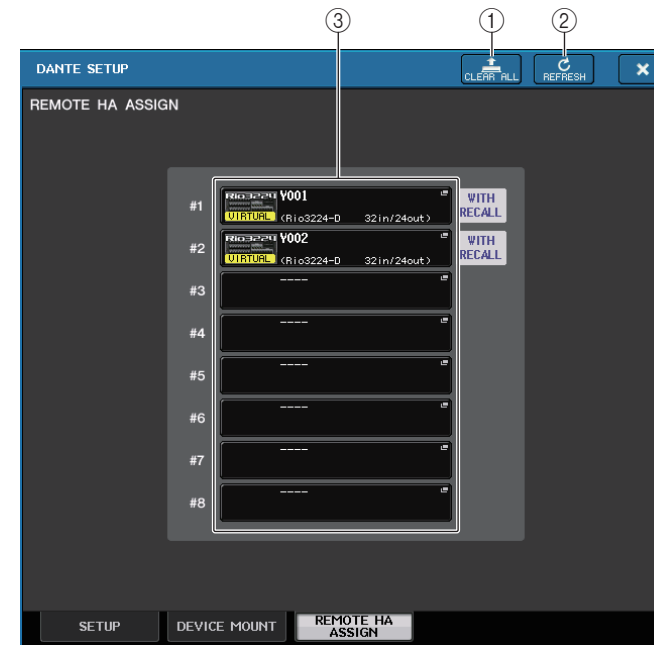 ③ ① ②
DANTE SETUP
CLEAR ALL
REFRESH
×
REMOTE HA ASSIGN
#1
Rio3224
VIRTUAL
Y001
(Rio3224-D 32in/24out)
WITH
RECALL
#2
Rio3224
VIRTUAL
Y002
(Rio3224-D 32in/24out)
WITH
RECALL
#3
----
#4
----
#5
----
#6
----
#7
----
#8
----
SETUP
DEVICE MOUNT
REMOTE HA
ASSIGN